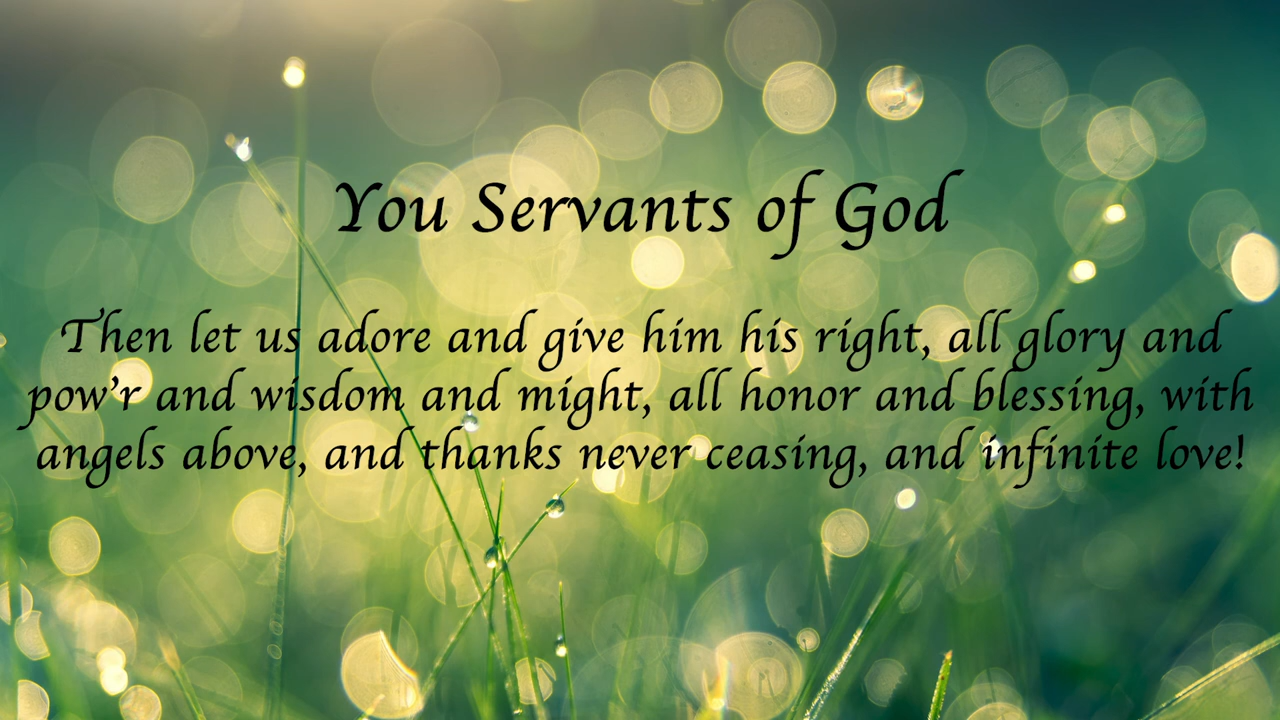 You Servants of God
Then let us adore and give him his right, all glory and
pow'r and wisdom and might, all honor and blessing, with
angels above, and thanks never ceasing, and infinite love!